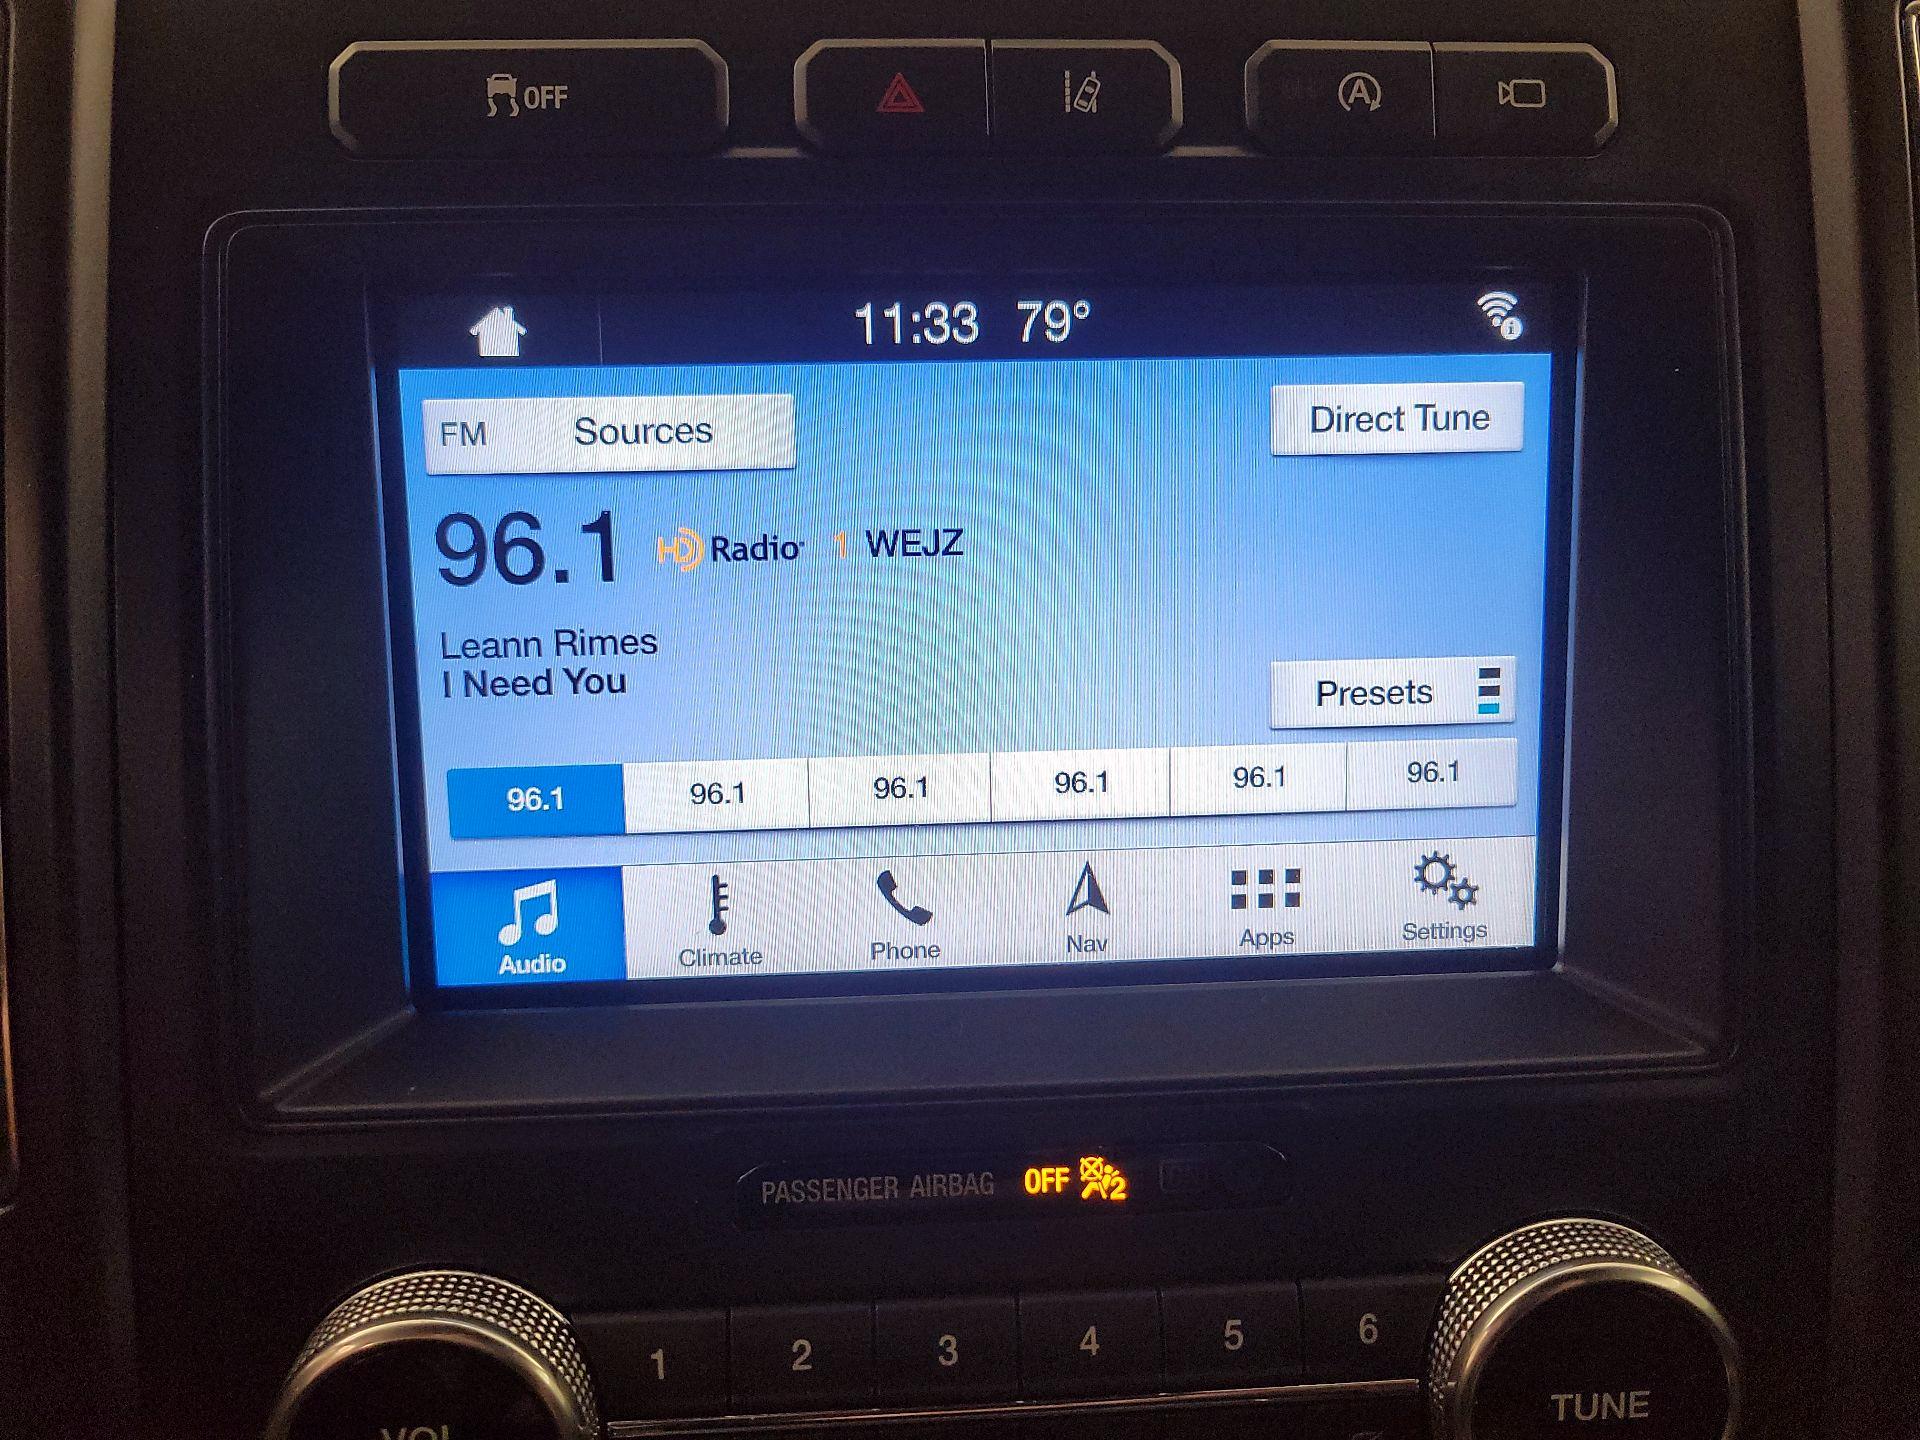 OFF
A
11:33 79°
FM Sources
Direct Tune
96.1 HD Radio 1 WEJZ
Leann Rimes
I Need You
Presets
96.1 96.1 96.1 96.1 96.1 96.1
Audio Climate Phone Nav Apps Settings
PASSENGER AIRBAG OFF 2
1 2 3 4 5 6
VOL
TUNE